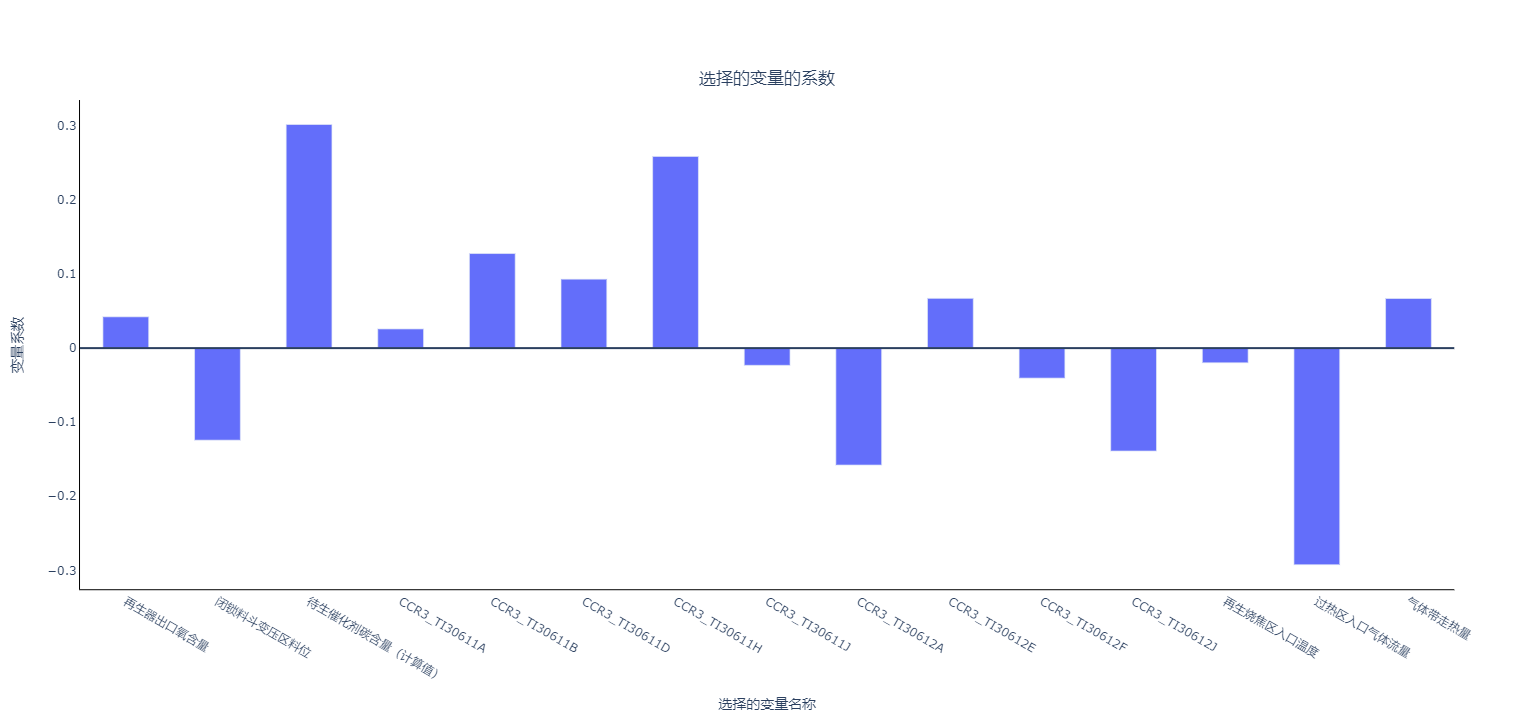 选择的变量的系数
0.3
0.2
0.1
0
−0.1
−0.2
−0.3
变量系数
再生器出口氧含量
闭锁料斗变压区料位
待生催化剂碳含量（计算值）
CCR3_TI30611A
CCR3_TI30611B
CCR3_TI30611D
CCR3_TI30611H
CCR3_TI30611J
CCR3_TI30612A
CCR3_TI30612E
CCR3_TI30612F
CCR3_TI30612J
再生烧焦区入口温度
过热区入口气体流量
气体带走热量
选择的变量名称